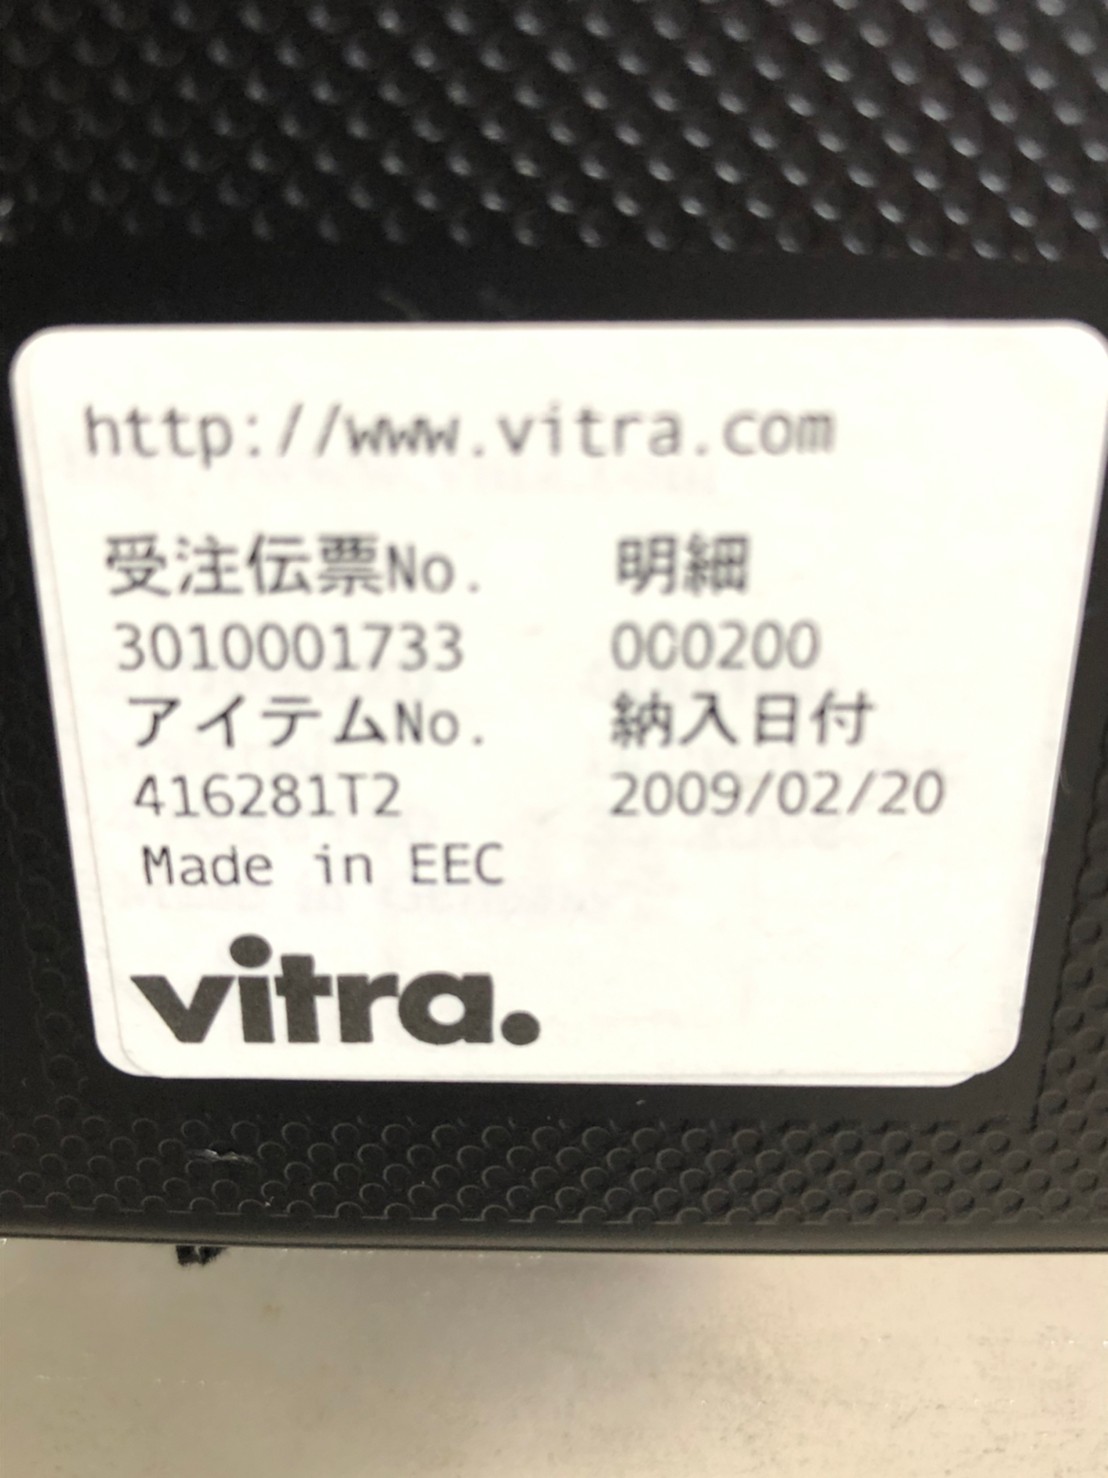 http://www.vitra.com
受注伝票No. 明細
3010001733 000200
アイテムNo. 納入日付
416281T2 2009/02/20
Made in EEC
vitra.